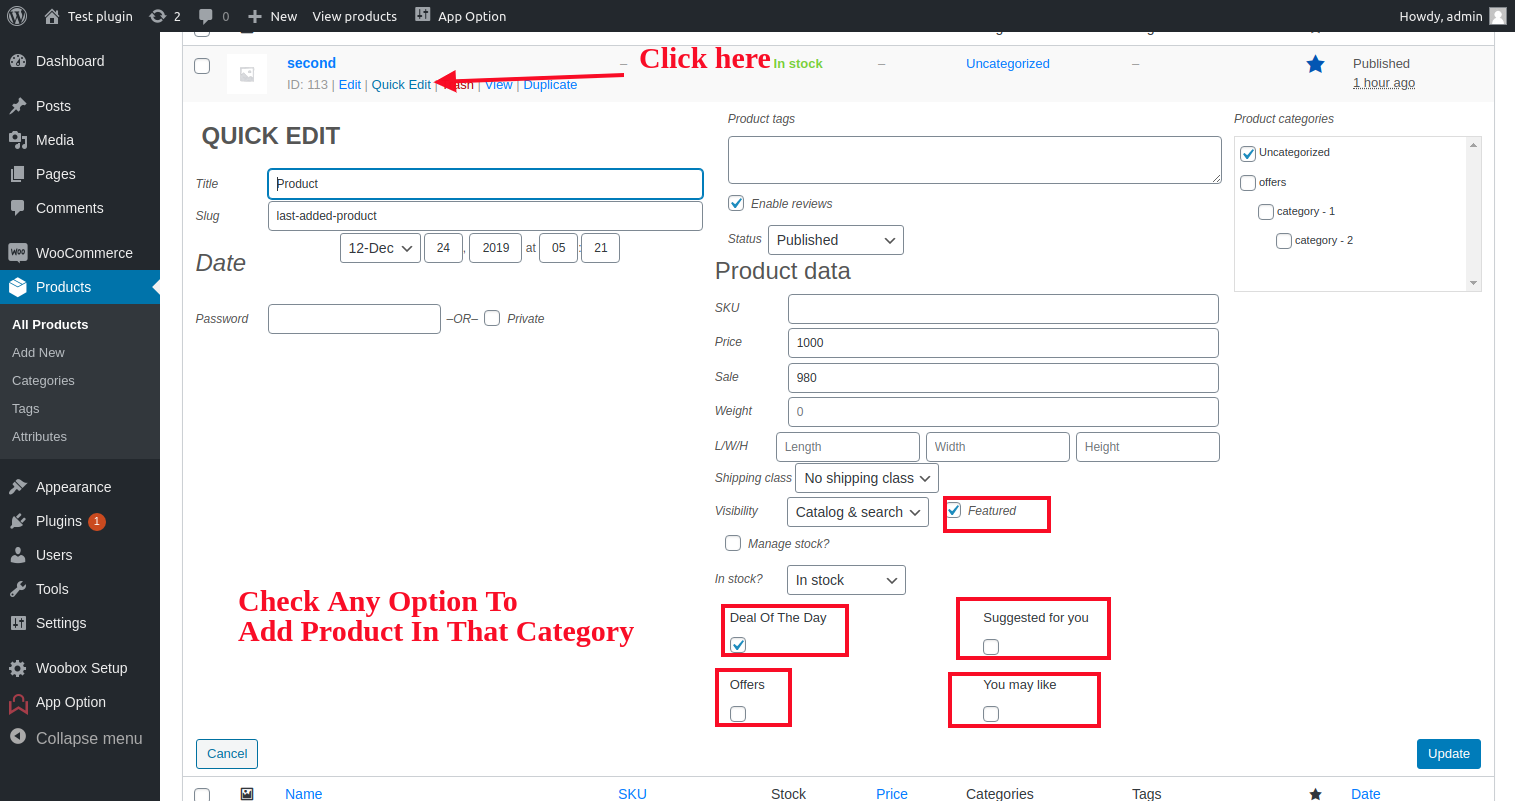 Test plugin 2 0 New View products App Option Howdy, admin
Dashboard
Posts
Media
Pages
Comments
WooCommerce
Products
All Products
Add New
Categories
Tags
Attributes
Appearance
Plugins 1
Users
Tools
Settings
Woobox Setup
App Option
Collapse menu
second – Click here In stock – Uncategorized – Published
ID: 113 | Edit | Quick Edit | | View | Duplicate 1 hour ago
QUICK EDIT
Title Product
Slug last-added-product
Date 12-Dec 24, 2019 at 05:21
Password –OR– Private
Product tags
Enable reviews
Status Published
Product data
SKU
Price 1000
Sale 980
Weight 0
L/W/H Length Width Height
Shipping class No shipping class
Visibility Catalog & search Featured
Manage stock?
In stock? In stock
Deal Of The Day Suggested for you
Offers You may like
Product categories
Uncategorized
offers
category - 1
category - 2
Check Any Option To
Add Product In That Category
Cancel Update
Name SKU Stock Price Categories Tags Date